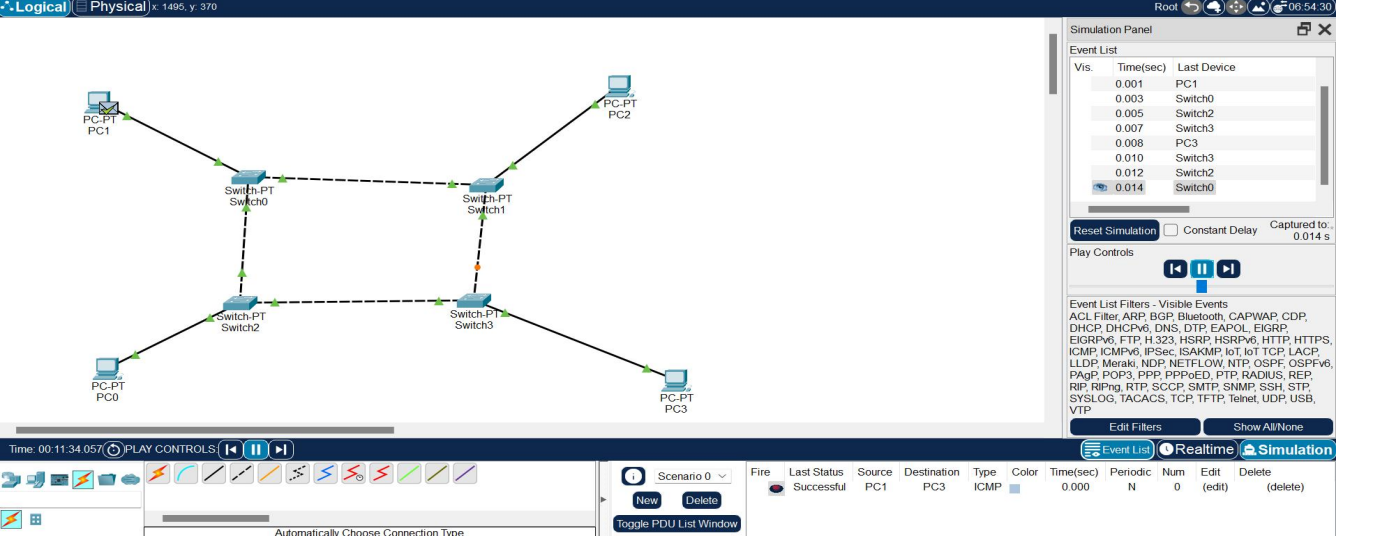 Logical Physical x: 1495, y: 370 Root 06:54:30
PC-PT
PC1
PC-PT
PC2
Switch-PT
Switch0
Switch-PT
Switch1
Switch-PT
Switch2
Switch-PT
Switch3
PC-PT
PC0
PC-PT
PC3
Simulation Panel
Event List
Vis. Time(sec) Last Device
0.001 PC1
0.003 Switch0
0.005 Switch2
0.007 Switch3
0.008 PC3
0.010 Switch3
0.012 Switch2
0.014 Switch0
Reset Simulation Constant Delay Captured to:
0.014 s
Play Controls
Event List Filters - Visible Events
ACL Filter, ARP, BGP, Bluetooth, CAPWAP, CDP,
DHCP, DHCPv6, DNS, DTP, EAPOL, EIGRP,
EIGRPv6, FTP, H.323, HSRP, HSRPv6, HTTP, HTTPS,
ICMP, ICMPv6, IPSec, ISAKMP, IoT, IoT TCP, LACP,
LLDP, Meraki, NDP, NETFLOW, NTP, OSPF, OSPFv6,
PAgP, POP3, PPP, PPPoED, PTP, RADIUS, REP,
RIP, RIPng, RTP, SCCP, SMTP, SNMP, SSH, STP,
SYSLOG, TACACS, TCP, TFTP, Telnet, UDP, USB,
VTP
Edit Filters Show All/None
Time: 00:11:34.057 PLAY CONTROLS: Event List Realtime Simulation
Automatically Choose Connection Type
Scenario 0
New Delete
Toggle PDU List Window
Fire Last Status Source Destination Type Color Time(sec) Periodic Num Edit Delete
Successful PC1 PC3 ICMP 0.000 N 0 (edit) (delete)